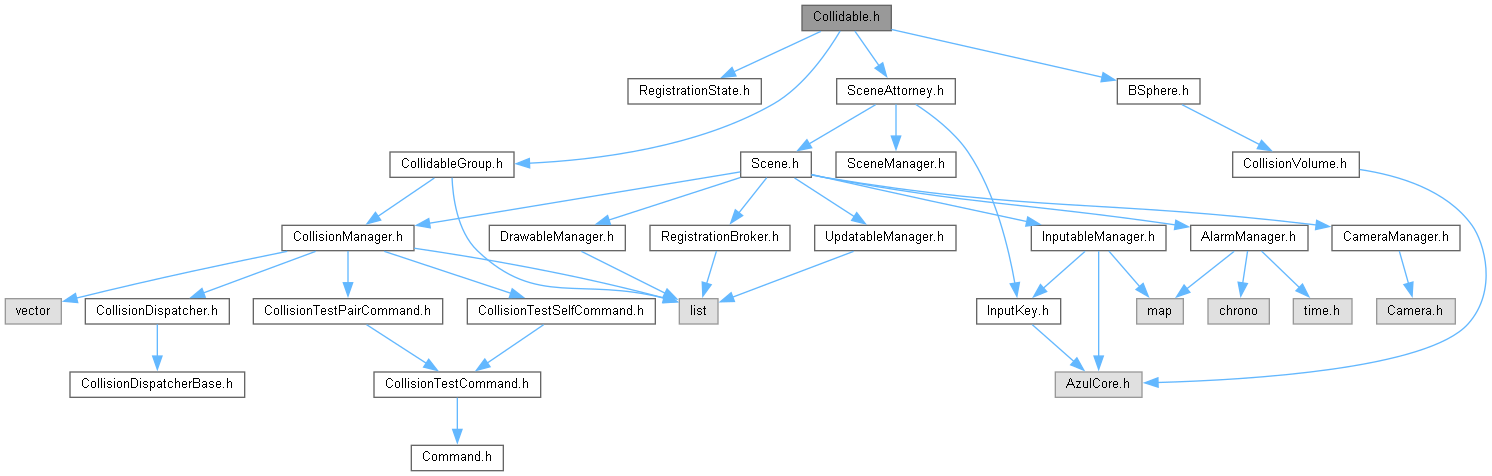 Collidable.h
RegistrationState.h
SceneAttorney.h
BSphere.h
CollidableGroup.h
Scene.h
SceneManager.h
CollisionVolume.h
CollisionManager.h
DrawableManager.h
RegistrationBroker.h
UpdatableManager.h
InputableManager.h
AlarmManager.h
CameraManager.h
vector
CollisionDispatcher.h
CollisionTestPairCommand.h
CollisionTestSelfCommand.h
list
InputKey.h
map
chrono
time.h
Camera.h
CollisionDispatcherBase.h
CollisionTestCommand.h
AzulCore.h
Command.h